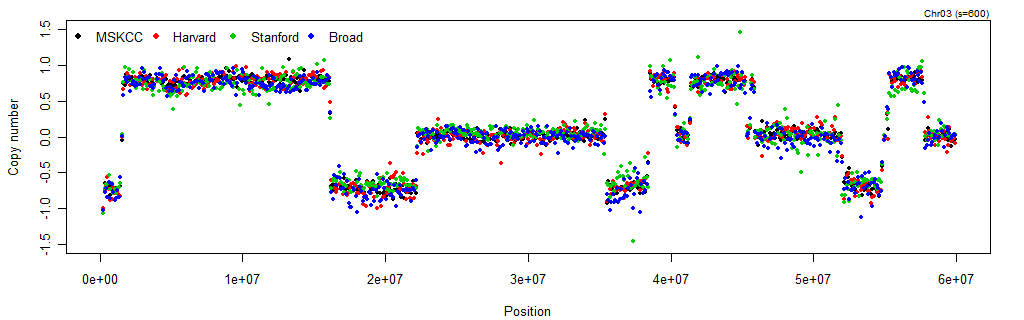 Chr03 (s=600)
MSKCC Harvard Stanford Broad
Copy number
1.5
1.0
0.5
0.0
-0.5
-1.0
-1.5
0e+00 1e+07 2e+07 3e+07 4e+07 5e+07 6e+07
Position